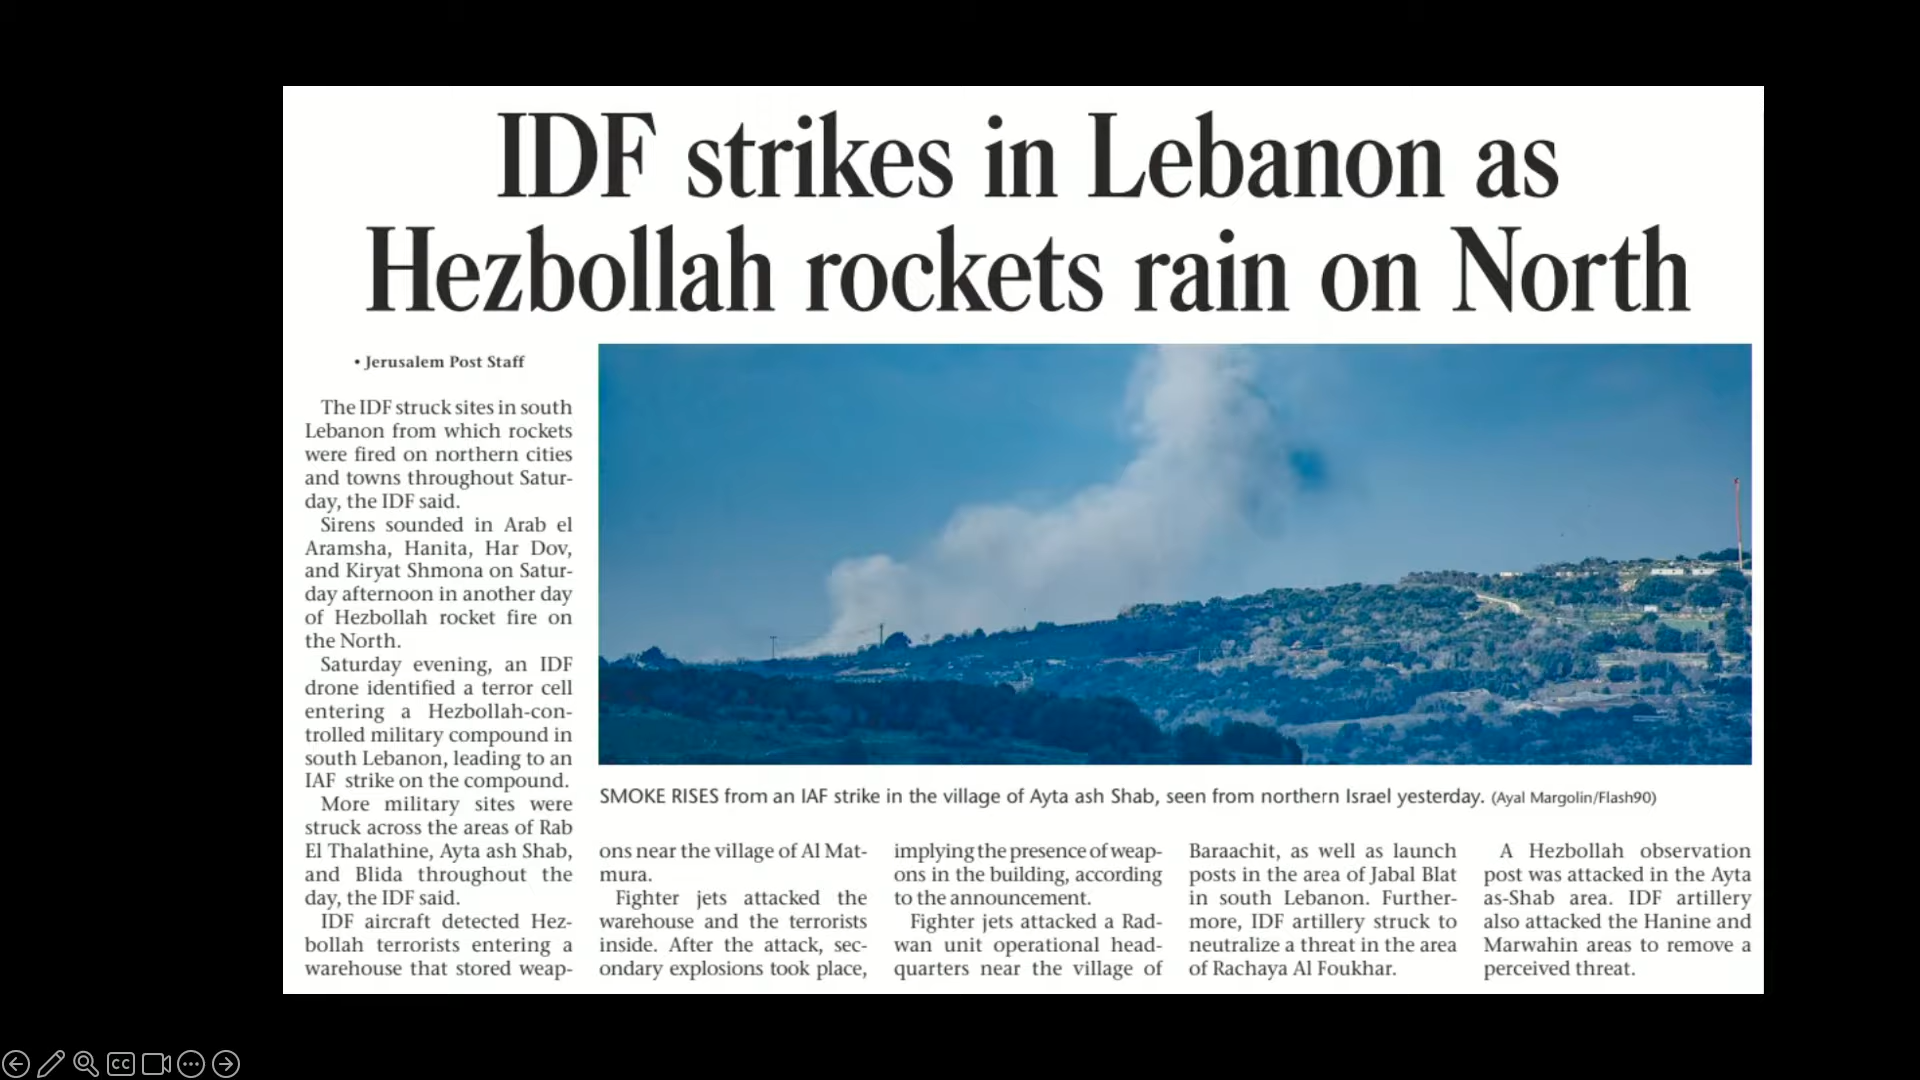 IDF strikes in Lebanon as
Hezbollah rockets rain on North
• Jerusalem Post Staff
The IDF struck sites in south
Lebanon from which rockets
were fired on northern cities
and towns throughout Satur-
day, the IDF said.
Sirens sounded in Arab el
Aramsha, Hanita, Har Dov,
and Kiryat Shmona on Satur-
day afternoon in another day
of Hezbollah rocket fire on
the North.
Saturday evening, an IDF
drone identified a terror cell
entering a Hezbollah-con-
trolled military compound in
south Lebanon, leading to an
IAF strike on the compound.
More military sites were
struck across the areas of Rab
El Thalathine, Ayta ash Shab,
and Blida throughout the
day, the IDF said.
IDF aircraft detected Hez-
bollah terrorists entering a
warehouse that stored weap-
SMOKE RISES from an IAF strike in the village of Ayta ash Shab, seen from northern Israel yesterday. (Ayal Margolin/Flash90)
ons near the village of Al Mat-
mura.
Fighter jets attacked the
warehouse and the terrorists
inside. After the attack, sec-
ondary explosions took place,
implying the presence of weap-
ons in the building, according
to the announcement.
Fighter jets attacked a Rad-
wan unit operational head-
quarters near the village of
Baraachit, as well as launch
posts in the area of Jabal Blat
in south Lebanon. Further-
more, IDF artillery struck to
neutralize a threat in the area
of Rachaya Al Foukhar.
A Hezbollah observation
post was attacked in the Ayta
as-Shab area. IDF artillery
also attacked the Hanine and
Marwahin areas to remove a
perceived threat.
CC